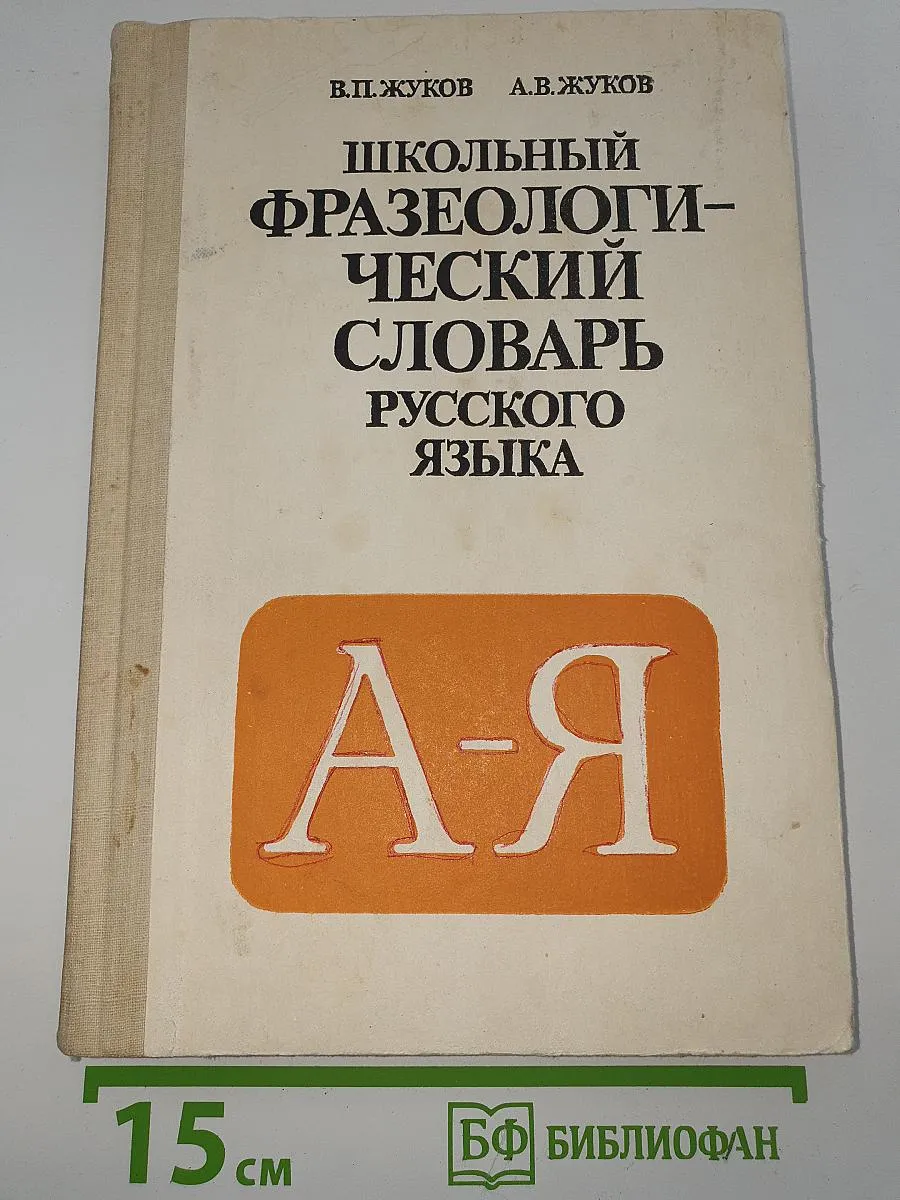 В.П. ЖУКОВ А.В. ЖУКОВ
ШКОЛЬНЫЙ
ФРАЗЕОЛОГИ-
ЧЕСКИЙ
СЛОВАРЬ
РУССКОГО
ЯЗЫКА
А-Я
15 см
БФ БИБЛИОФАН